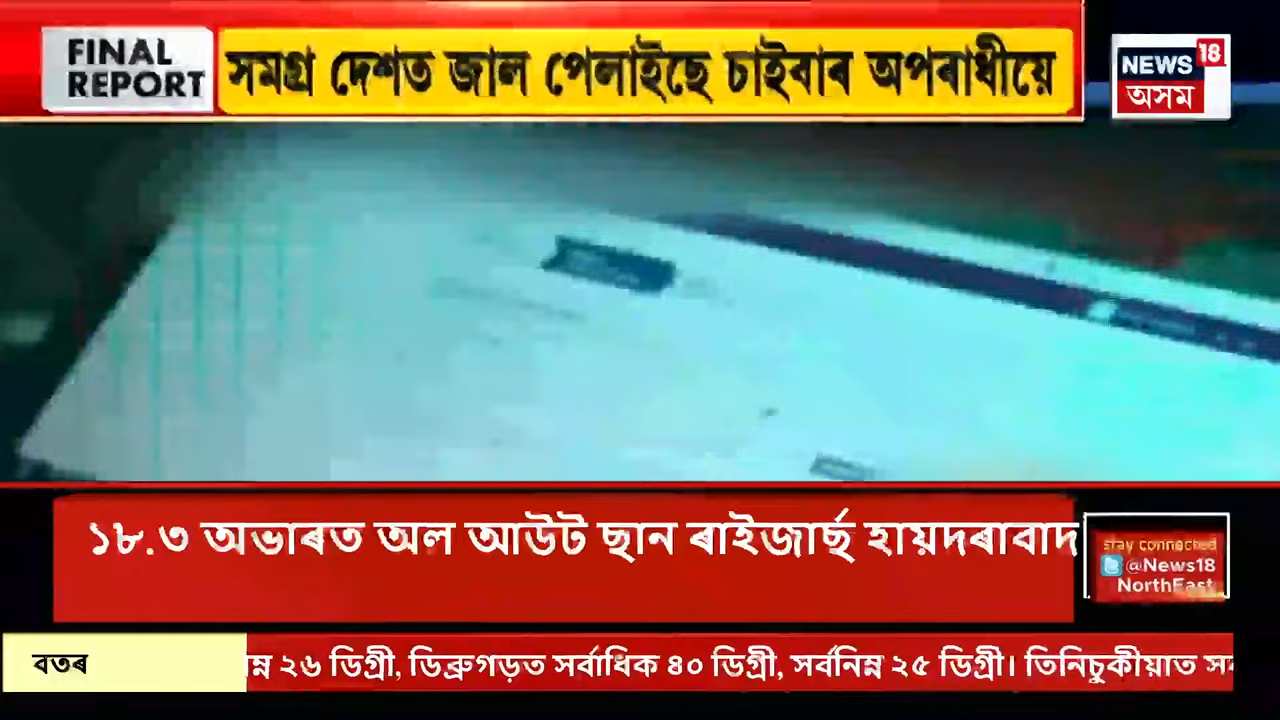 FINAL REPORT
সমগ্ৰ দেশত জাল পেলাইছে চাইবাৰ অপৰাধীয়ে
NEWS 18
অসম
১৮.৩ অভাৰত অল আউট ছান ৰাইজাৰ্ছ হায়দৰাবাদ
stay connected
@News18
NorthEast
বতৰ
ম্ন ২৬ ডিগ্ৰী, ডিব্ৰুগড়ত সৰ্বাধিক ৪০ ডিগ্ৰী, সৰ্বনিম্ন ২৫ ডিগ্ৰী। তিনিচুকীয়াত